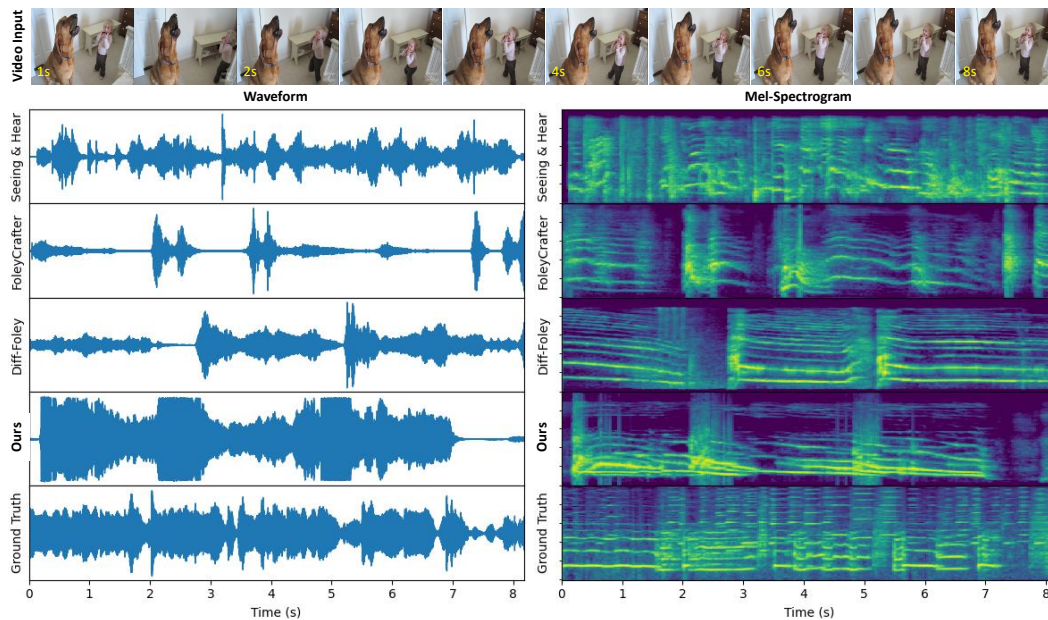 Video Input
1s
2s
4s
6s
8s
Waveform
Mel-Spectrogram
Seeing & Hear
FoleyCrafter
Diff-Foley
Ours
Ground Truth
0 1 2 3 4 5 6 7 8
Time (s)
Seeing & Hear
FoleyCrafter
Diff-Foley
Ours
Ground Truth
0 1 2 3 4 5 6 7 8
Time (s)